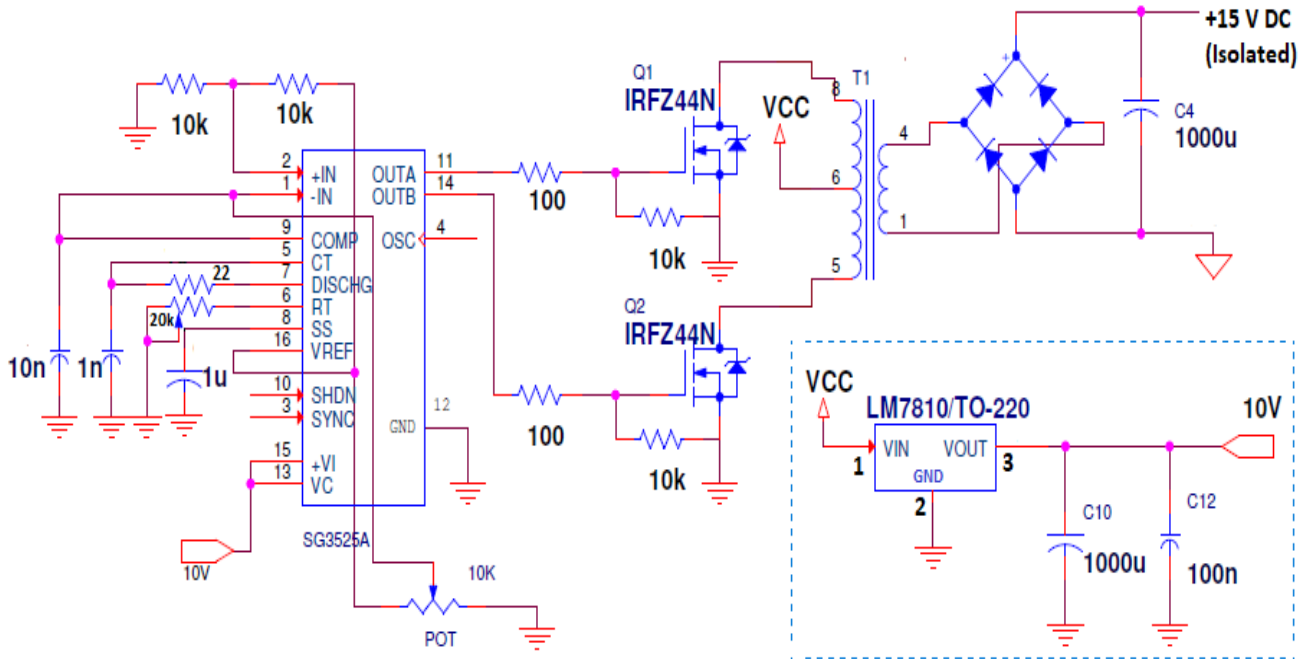 +15 V DC
(Isolated)
Q1
IRFZ44N
T1
8
VCC
4
C4
1000u
10k
10k
2
+IN
1
-IN
9
COMP
5
CT
7
DISCHG
6
RT
8
SS
16
VREF
10
SHDN
3
SYNC
15
+VI
13
VC
OUTA
11
OUTB
14
OSC
4
GND
12
100
10k
6
1
5
22
20k
10n
1n
1u
Q2
IRFZ44N
100
10k
SG3525A
10V
10K
POT
VCC
LM7810/TO-220
10V
1
VIN
VOUT
3
GND
2
C10
1000u
C12
100n
+